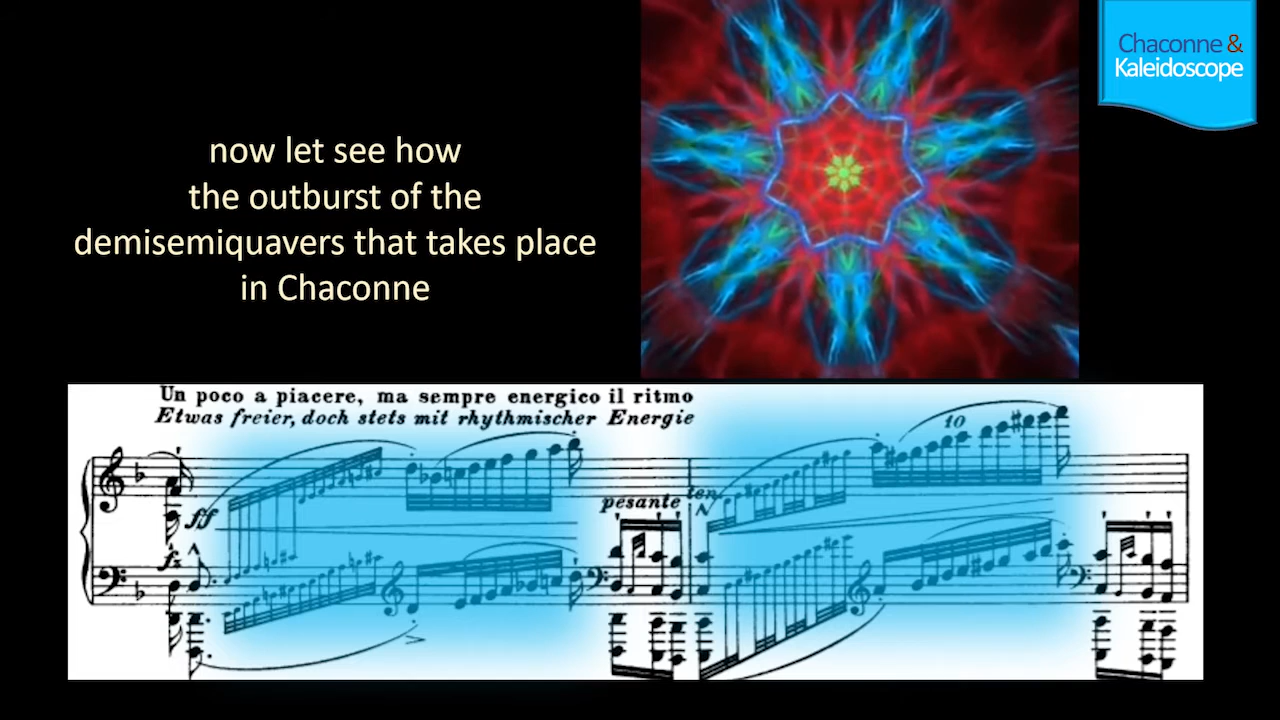 now let see how
the outburst of the
demisemiquavers that takes place
in Chaconne
Chaconne &
Kaleidoscope
Un poco a piacere, ma sempre energico il ritmo
Etwas freier, doch stets mit rhythmischer Energie
10
ff
pesante
ten.
fz